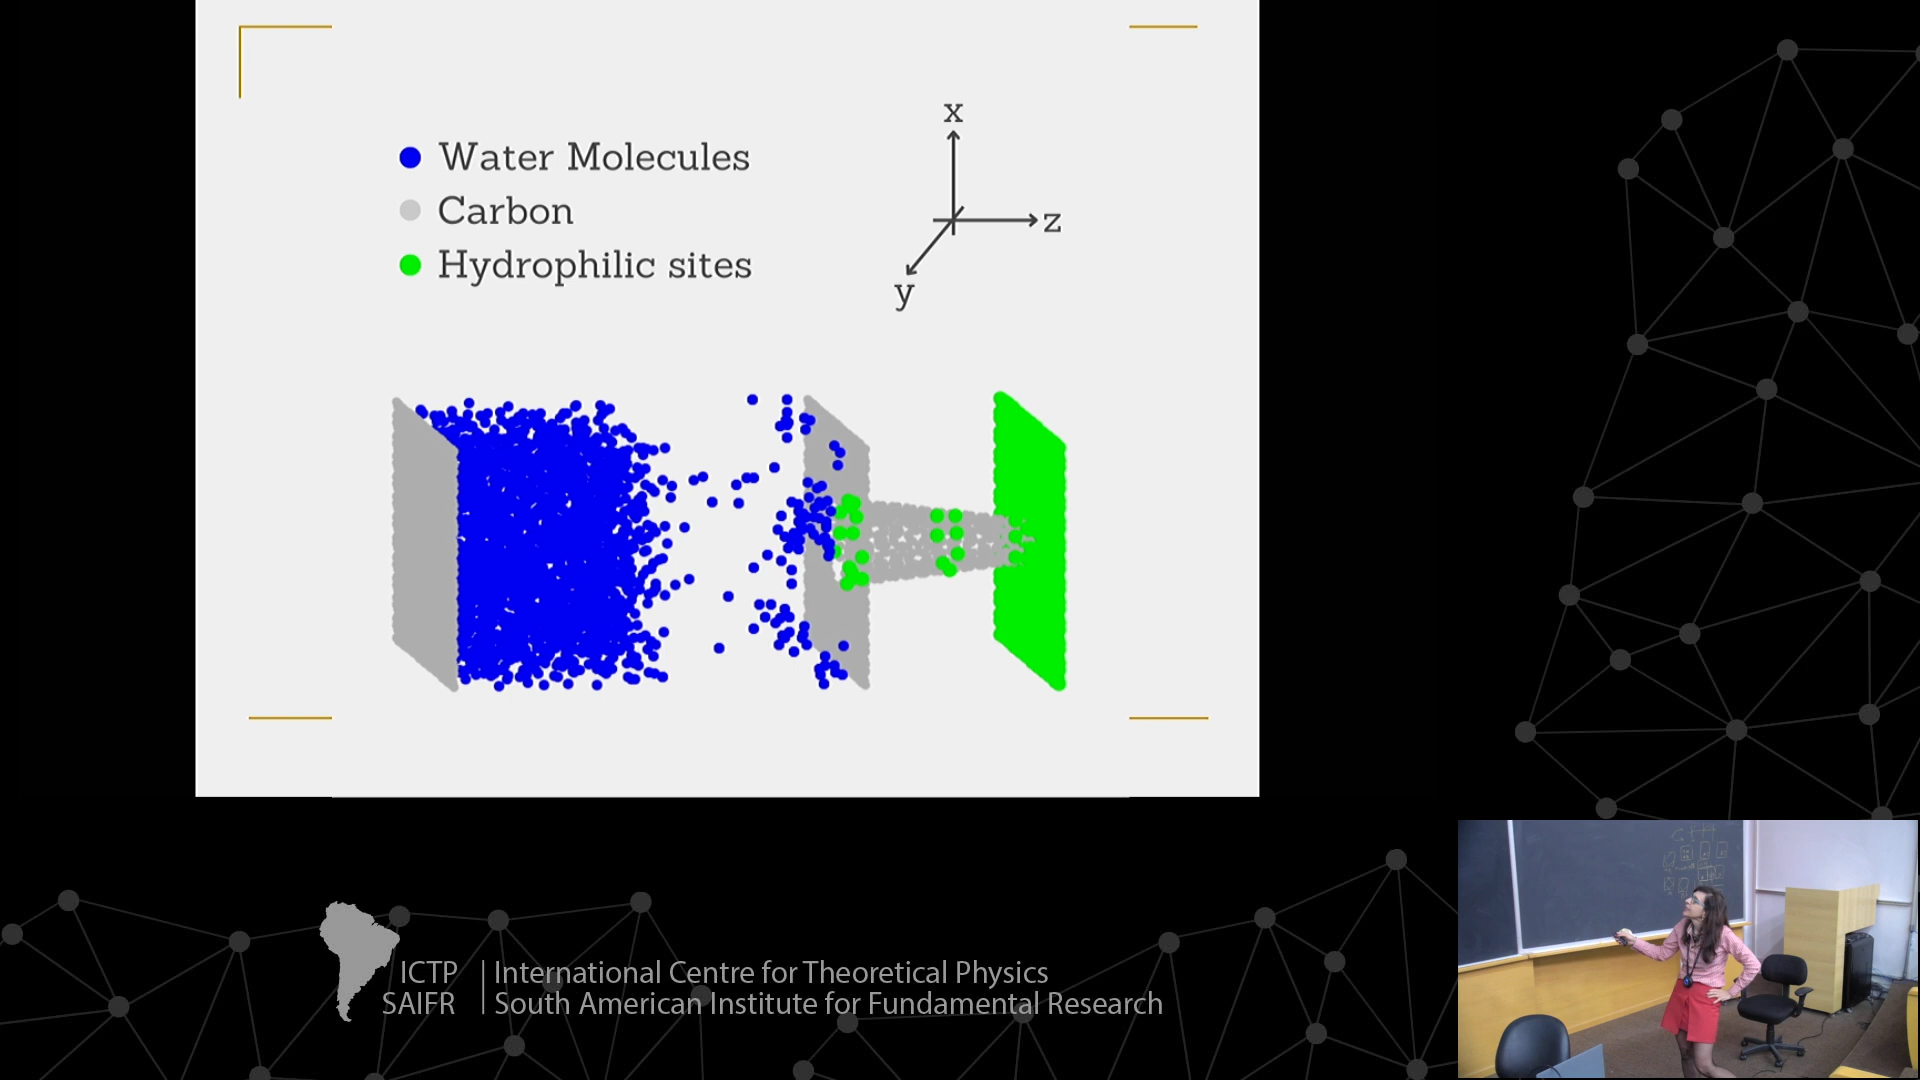 x
Water Molecules
Carbon
z
Hydrophilic sites
y
ICTP
SAIFR
International Centre for Theoretical Physics
South American Institute for Fundamental Research